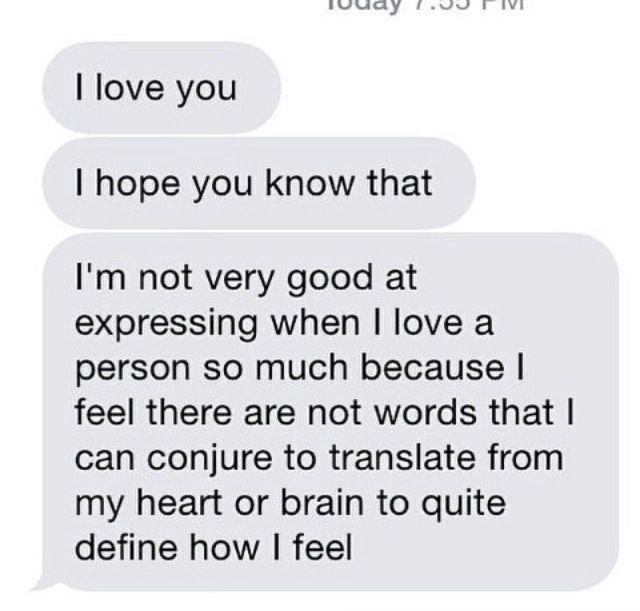 Today 7:55 PM
I love you
I hope you know that
I'm not very good at
expressing when I love a
person so much because I
feel there are not words that I
can conjure to translate from
my heart or brain to quite
define how I feel